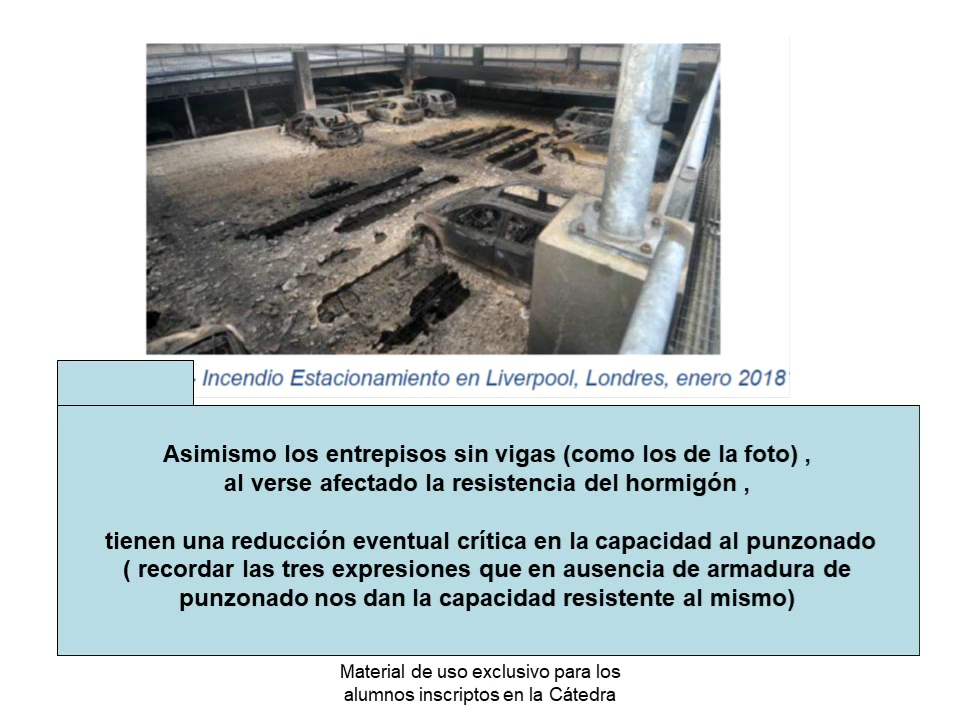 Incendio Estacionamiento en Liverpool, Londres, enero 2018
Asimismo los entrepisos sin vigas (como los de la foto) ,
al verse afectado la resistencia del hormigón ,
tienen una reducción eventual crítica en la capacidad al punzonado
( recordar las tres expresiones que en ausencia de armadura de
punzonado nos dan la capacidad resistente al mismo)
Material de uso exclusivo para los
alumnos inscriptos en la Cátedra